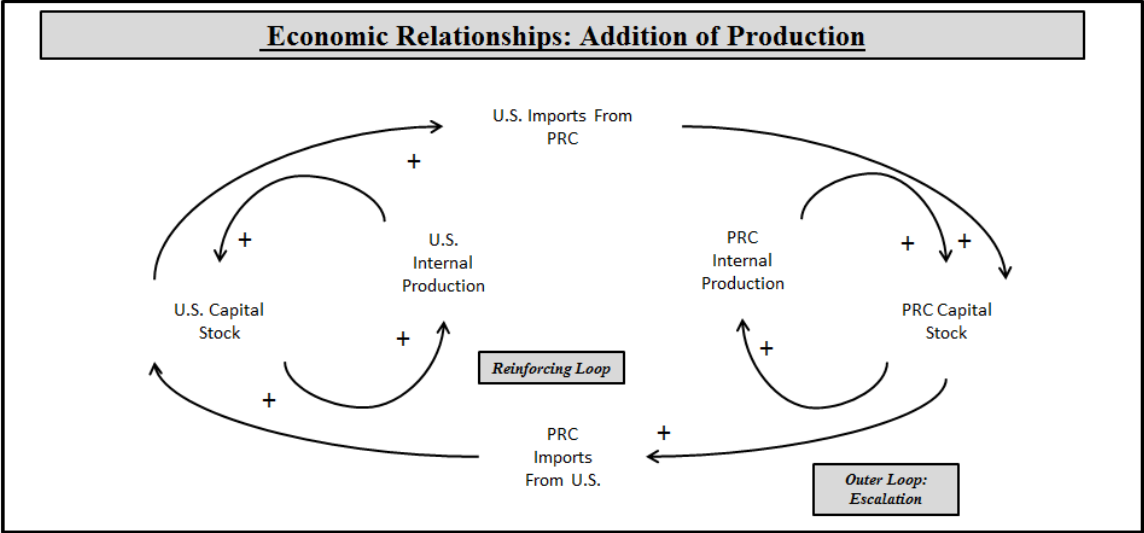 Economic Relationships: Addition of Production
U.S. Imports From
PRC
+
+
U.S.
Internal
Production
PRC
Internal
Production
+
+
U.S. Capital
Stock
PRC Capital
Stock
+
+
Reinforcing Loop
+
PRC
Imports
From U.S.
+
Outer Loop:
Escalation